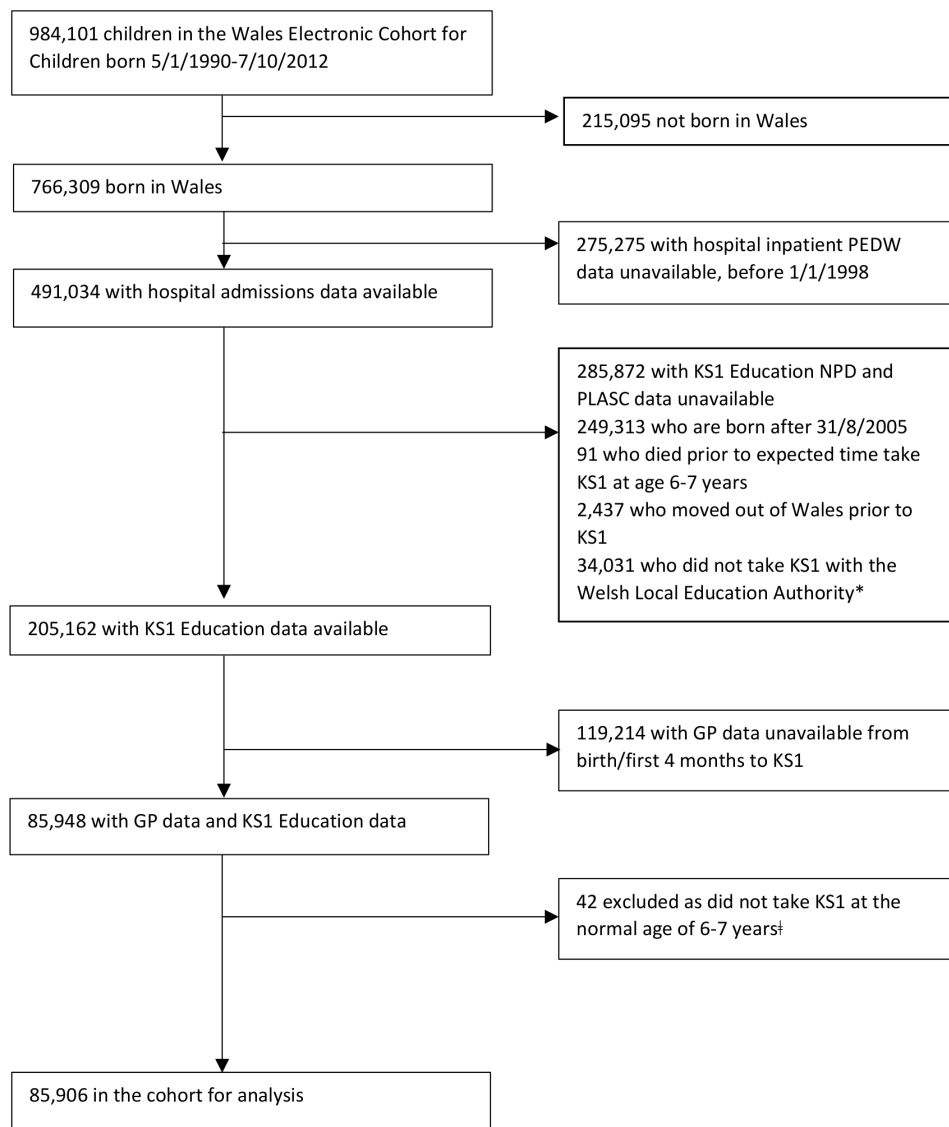 984,101 children in the Wales Electronic Cohort for
Children born 5/1/1990-7/10/2012
215,095 not born in Wales
766,309 born in Wales
275,275 with hospital inpatient PEDW
data unavailable, before 1/1/1998
491,034 with hospital admissions data available
285,872 with KS1 Education NPD and
PLASC data unavailable
249,313 who are born after 31/8/2005
91 who died prior to expected time take
KS1 at age 6-7 years
2,437 who moved out of Wales prior to
KS1
34,031 who did not take KS1 with the
Welsh Local Education Authority*
205,162 with KS1 Education data available
119,214 with GP data unavailable from
birth/first 4 months to KS1
85,948 with GP data and KS1 Education data
42 excluded as did not take KS1 at the
normal age of 6-7 yearsǂ
85,906 in the cohort for analysis